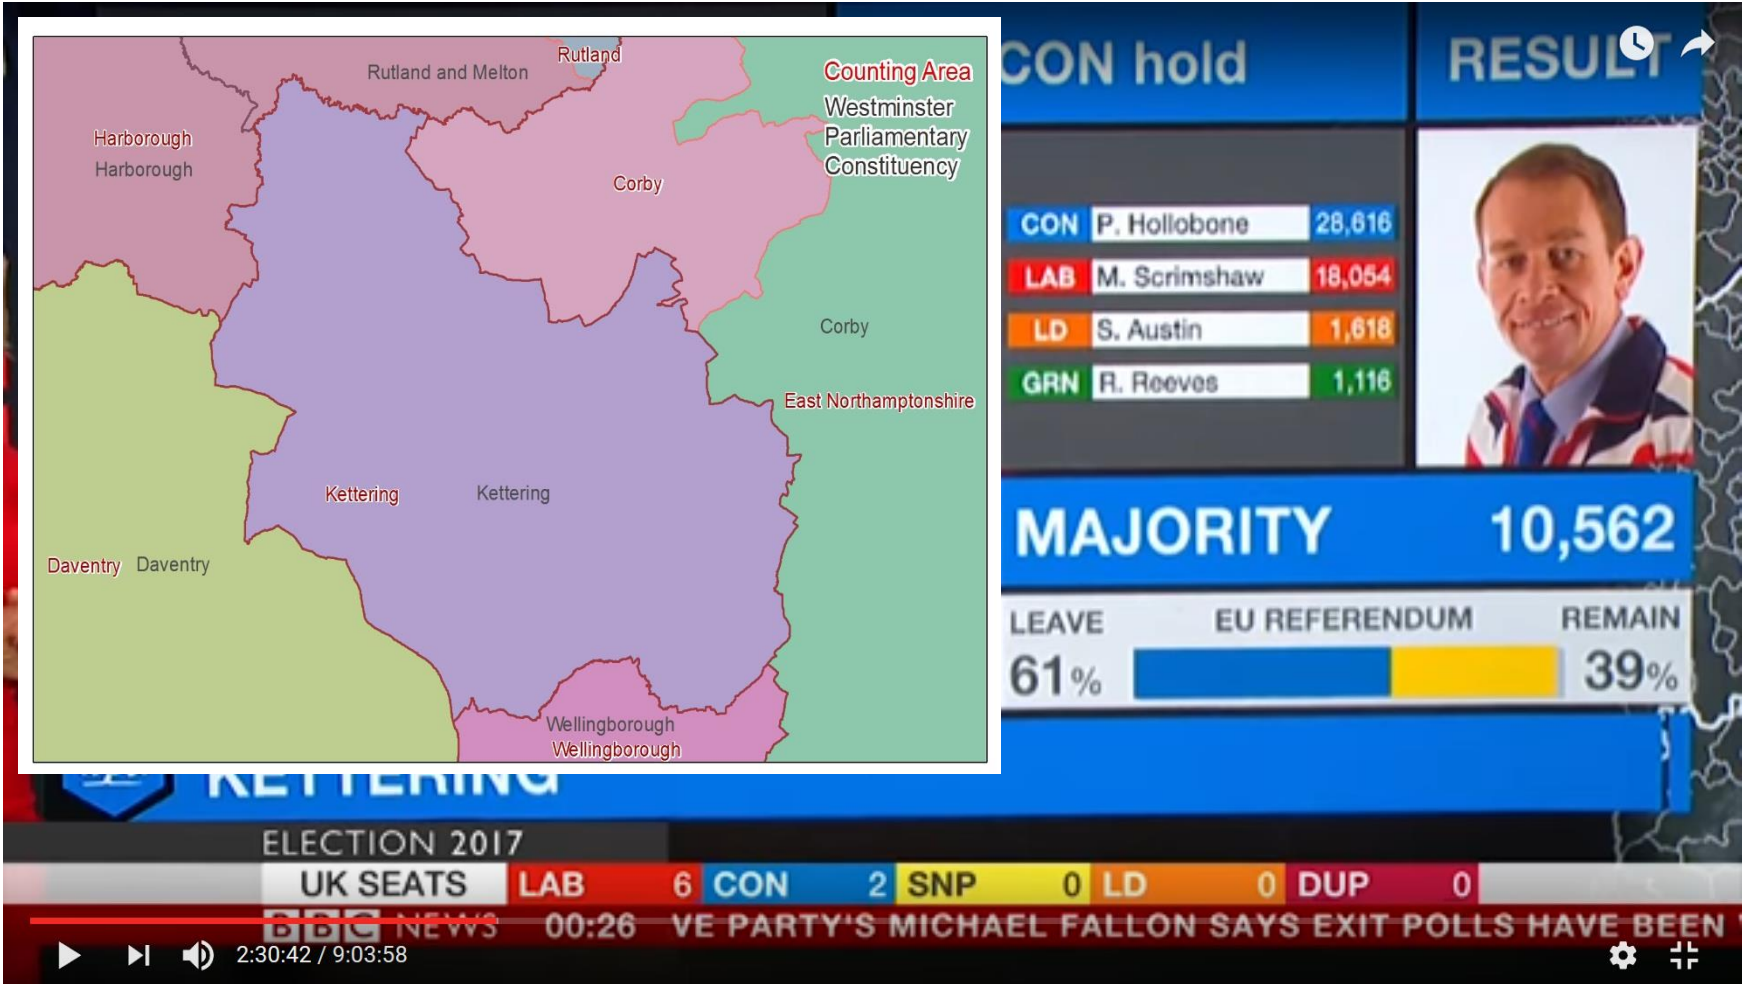 Rutland
Rutland and Melton
Counting Area
Westminster
Parliamentary
Constituency
Harborough
Harborough
Corby
Corby
East Northamptonshire
Kettering Kettering
Daventry Daventry
Wellingborough
Wellingborough
CON hold RESULT
CON P. Hollobone 28,616
LAB M. Scrimshaw 18,054
LD S. Austin 1,618
GRN R. Reeves 1,116
MAJORITY 10,562
LEAVE EU REFERENDUM REMAIN
61% 39%
KETTERING
ELECTION 2017
UK SEATS LAB 6 CON 2 SNP 0 LD 0 DUP 0
BBC NEWS 00:26 VE PARTY'S MICHAEL FALLON SAYS EXIT POLLS HAVE BEEN
2:30:42 / 9:03:58